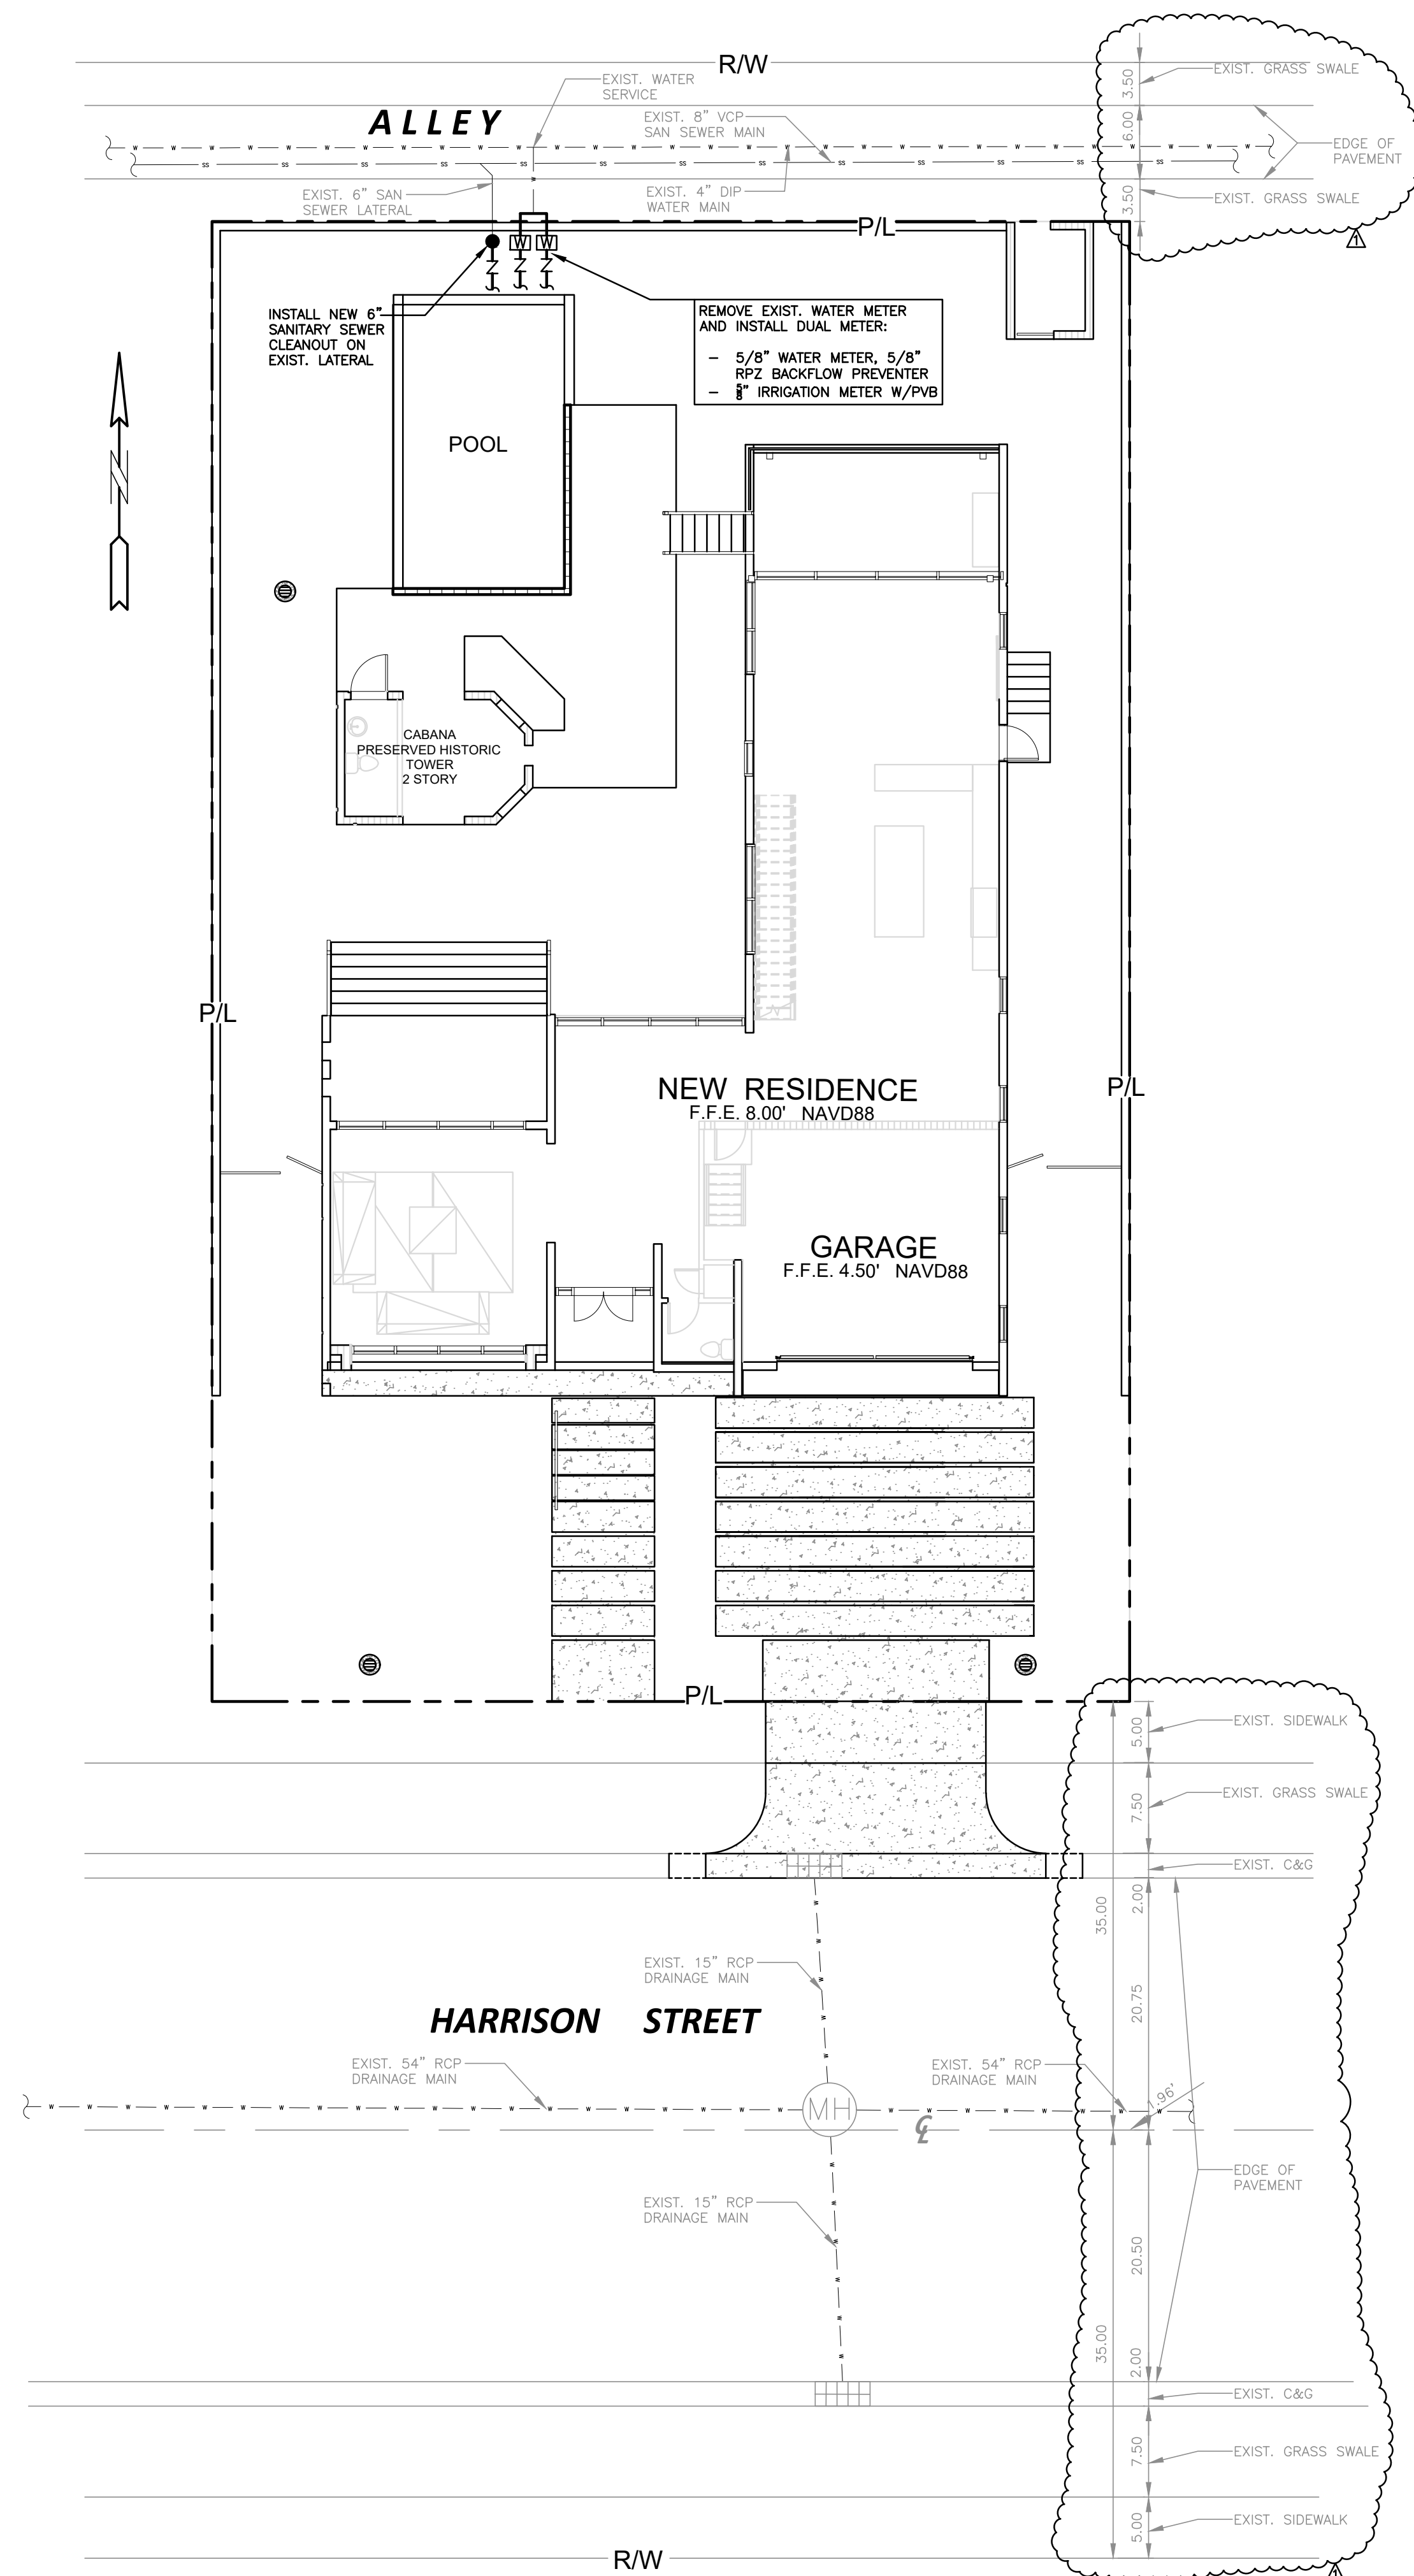 R/W
EXIST. WATER
SERVICE
EXIST. GRASS SWALE
3.50
ALLEY
EXIST. 8" VCP
SAN SEWER MAIN
6.00
EDGE OF
PAVEMENT
EXIST. 6" SAN
SEWER LATERAL
EXIST. 4" DIP
WATER MAIN
EXIST. GRASS SWALE
3.50
P/L
1
W W
INSTALL NEW 6"
SANITARY SEWER
CLEANOUT ON
EXIST. LATERAL
REMOVE EXIST. WATER METER
AND INSTALL DUAL METER:
- 5/8" WATER METER, 5/8"
RPZ BACKFLOW PREVENTER
- 5/8" IRRIGATION METER W/PVB
N
POOL
CABANA
PRESERVED HISTORIC
TOWER
2 STORY
P/L
P/L
NEW RESIDENCE
F.F.E. 8.00' NAVD88
GARAGE
F.F.E. 4.50' NAVD88
P/L
5.00
EXIST. SIDEWALK
7.50
EXIST. GRASS SWALE
EXIST. C&G
2.00
35.00
EXIST. 15" RCP
DRAINAGE MAIN
20.75
HARRISON STREET
EXIST. 54" RCP
DRAINAGE MAIN
EXIST. 54" RCP
DRAINAGE MAIN
MH
CL
EDGE OF
PAVEMENT
EXIST. 15" RCP
DRAINAGE MAIN
20.50
35.00
2.00
EXIST. C&G
7.50
EXIST. GRASS SWALE
5.00
EXIST. SIDEWALK
R/W
1